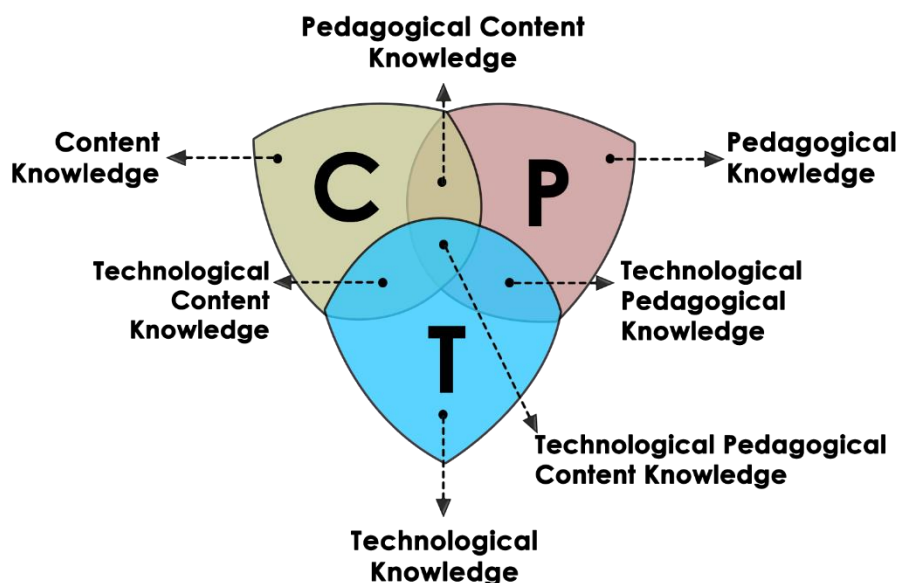 Pedagogical Content
Knowledge
Content
Knowledge
Pedagogical
Knowledge
C
P
Technological
Content
Knowledge
Technological
Pedagogical
Knowledge
T
Technological Pedagogical
Content Knowledge
Technological
Knowledge